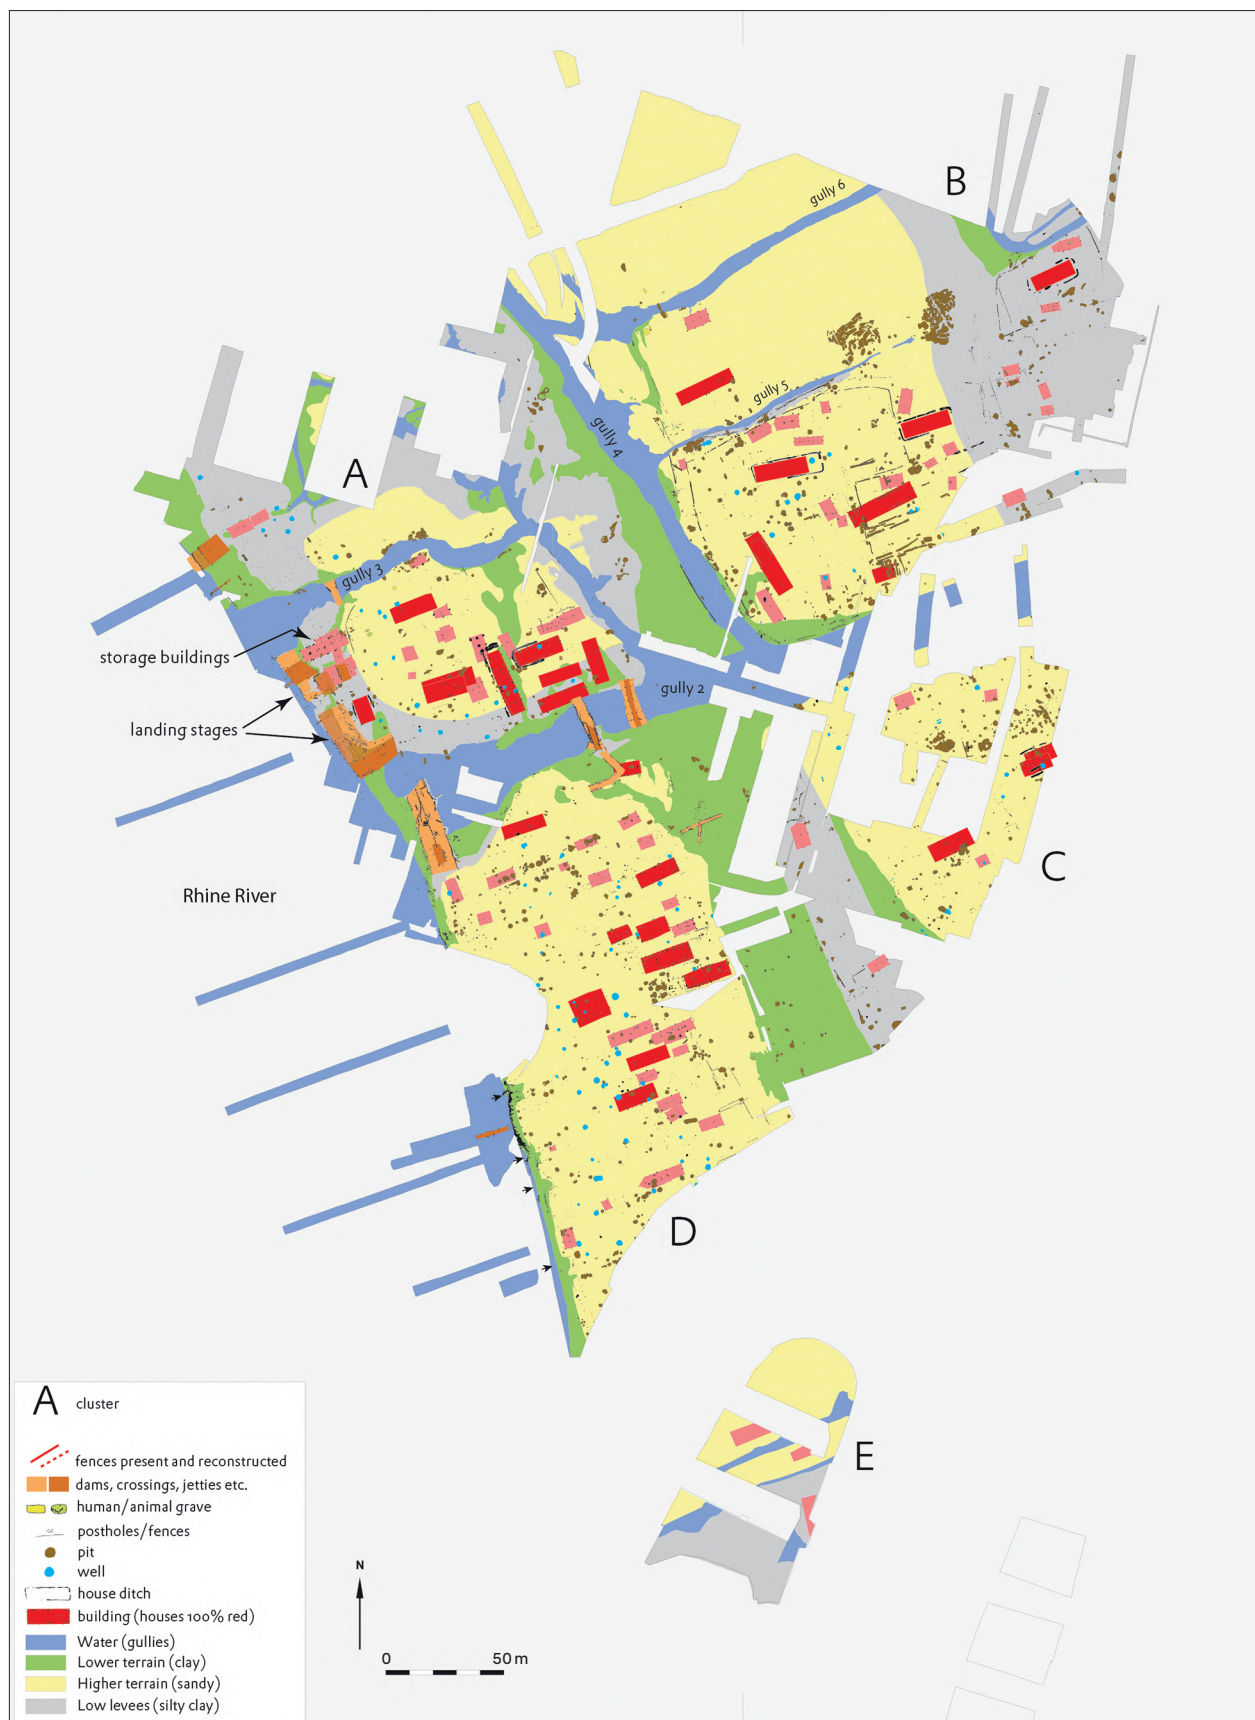 B
gully 6
gully 5
gully 4
A
gully 3
storage buildings
gully 2
landing stages
C
Rhine River
D
E
A cluster
fences present and reconstructed
dams, crossings, jetties etc.
human/animal grave
postholes/fences
pit
well
house ditch
building (houses 100% red)
Water (gullies)
Lower terrain (clay)
Higher terrain (sandy)
Low levees (silty clay)
N
0 50 m